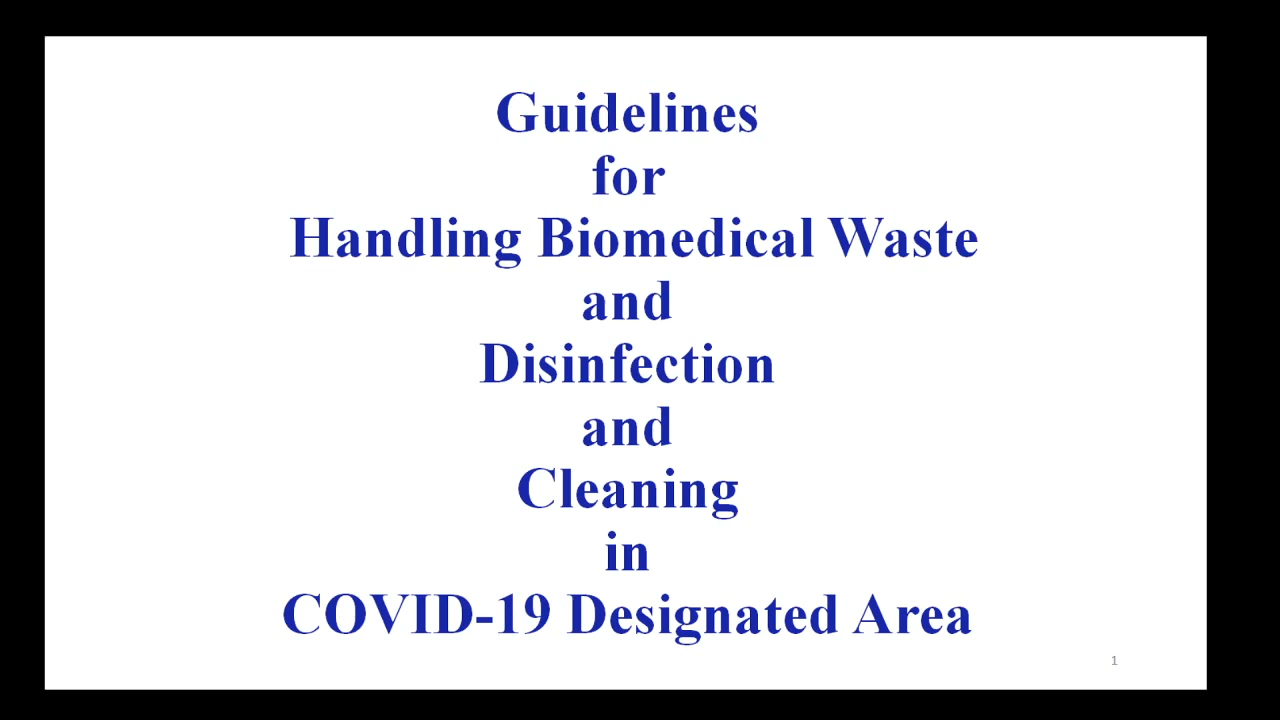 Guidelines
for
Handling Biomedical Waste
and
Disinfection
and
Cleaning
in
COVID-19 Designated Area
1